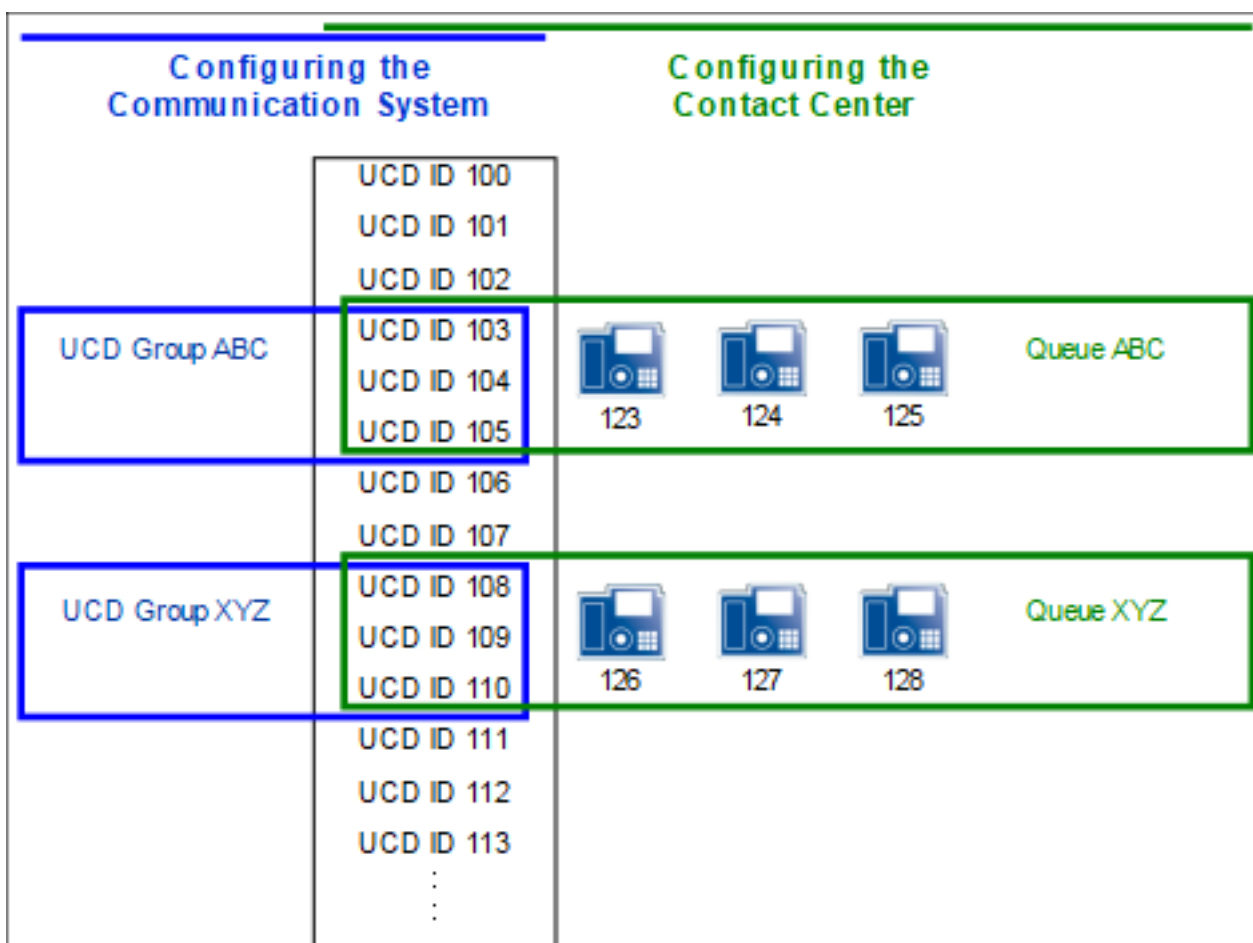 Configuring the
Communication System
Configuring the
Contact Center
UCD ID 100
UCD ID 101
UCD ID 102
UCD Group ABC
UCD ID 103
UCD ID 104
UCD ID 105
123
124
125
Queue ABC
UCD ID 106
UCD ID 107
UCD Group XYZ
UCD ID 108
UCD ID 109
UCD ID 110
126
127
128
Queue XYZ
UCD ID 111
UCD ID 112
UCD ID 113